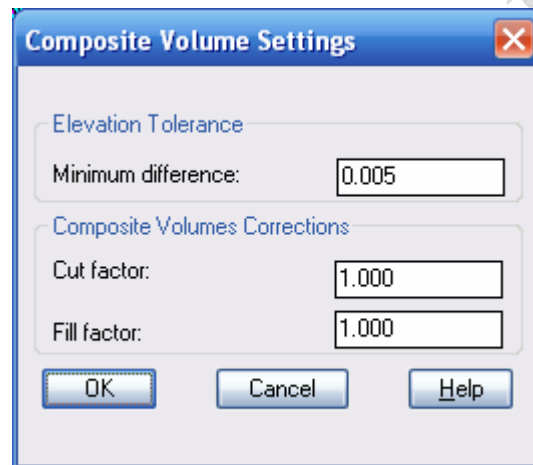 Composite Volume Settings
Elevation Tolerance
Minimum difference: 0.005
Composite Volumes Corrections
Cut factor: 1.000
Fill factor: 1.000
OK Cancel Help